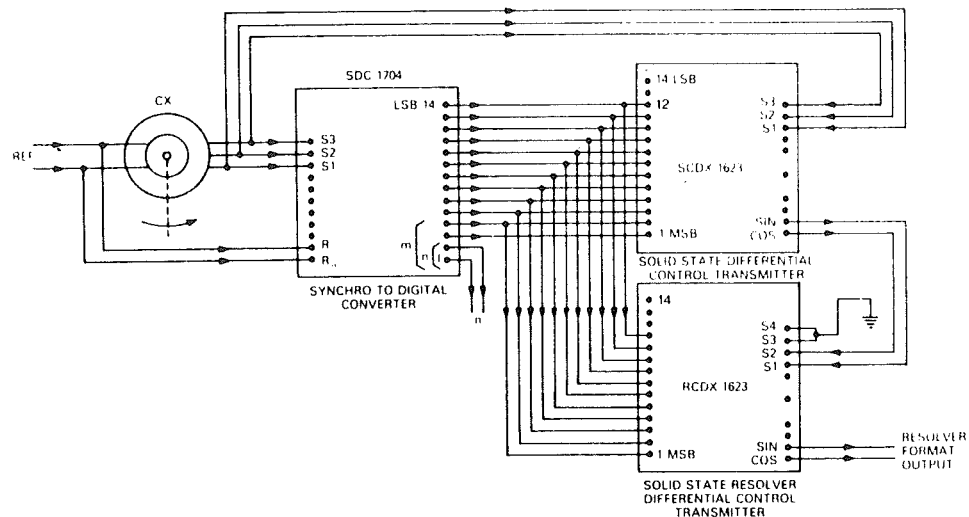 SDC 1704
CX
LSB 14
S3
S2
S1
R
m
n
n
SYNCHRO TO DIGITAL
CONVERTER
14 LSB
12
S3
S2
S1
SCDX 1623
SIN
COS
1 MSB
SOLID STATE DIFFERENTIAL
CONTROL TRANSMITTER
14
S4
S3
S2
S1
RCDX 1623
SIN
COS
1 MSB
RESOLVER
FORMAT
OUTPUT
SOLID STATE RESOLVER
DIFFERENTIAL CONTROL
TRANSMITTER